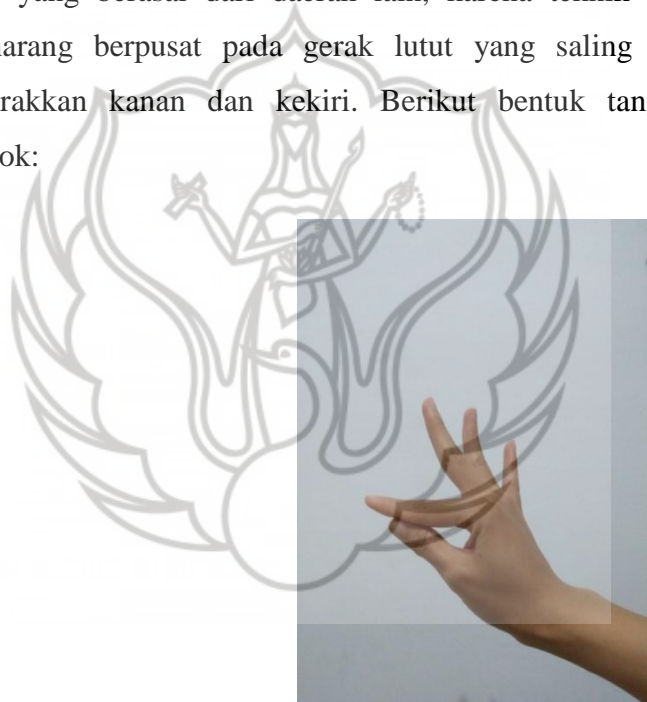 yang berasal dari daerah lain, karena
arang berpusat pada gerak lutut yang saling
rakkan kanan dan kekiri. Berikut bentuk tan
ok: